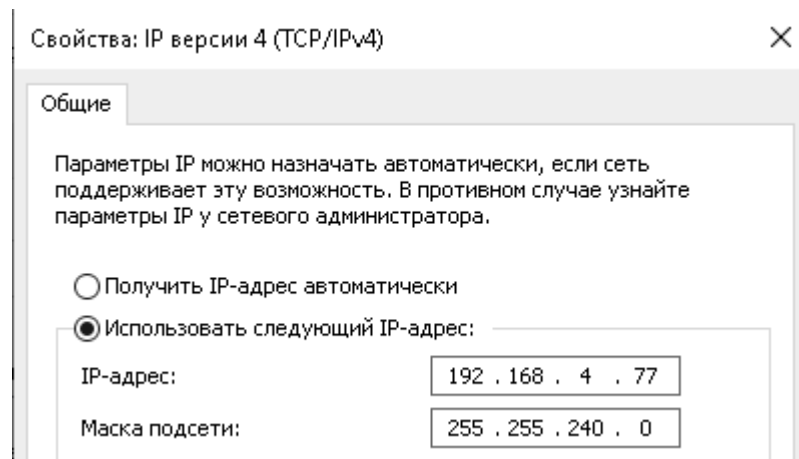 Свойства: IP версии 4 (TCP/IPv4)
Общие
Параметры IP можно назначать автоматически, если сеть
поддерживает эту возможность. В противном случае узнайте
параметры IP у сетевого администратора.
Получить IP-адрес автоматически
Использовать следующий IP-адрес:
IP-адрес: 192 . 168 . 4 . 77
Маска подсети: 255 . 255 . 240 . 0